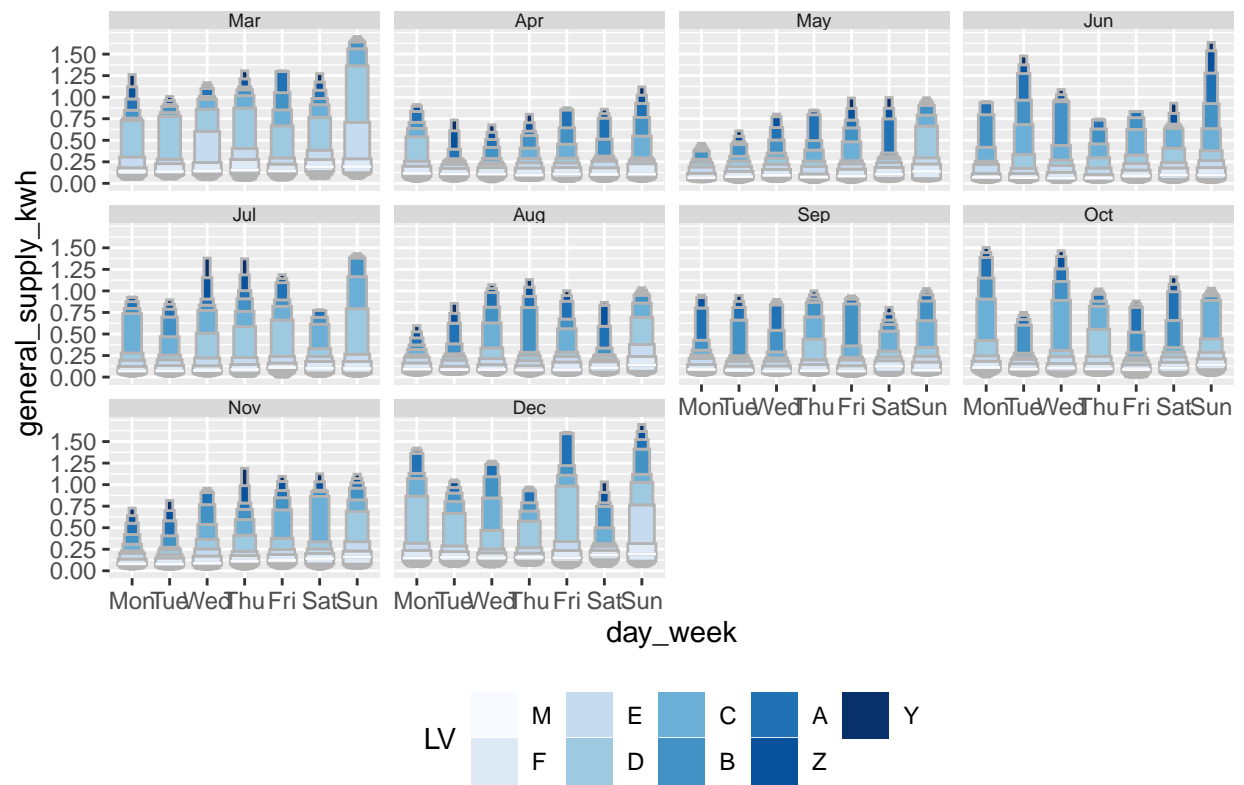 Mar Apr May Jun
1.50
1.25
1.00
0.75
0.50
0.25
0.00
Jul Aug Sep Oct
1.50
1.25
1.00
0.75
0.50
0.25
0.00
Mon Tue Wed Thu Fri Sat Sun Mon Tue Wed Thu Fri Sat Sun
Nov Dec
1.50
1.25
1.00
0.75
0.50
0.25
0.00
Mon Tue Wed Thu Fri Sat Sun Mon Tue Wed Thu Fri Sat Sun
general_supply_kwh
day_week
LV
M E C A Y
F D B Z